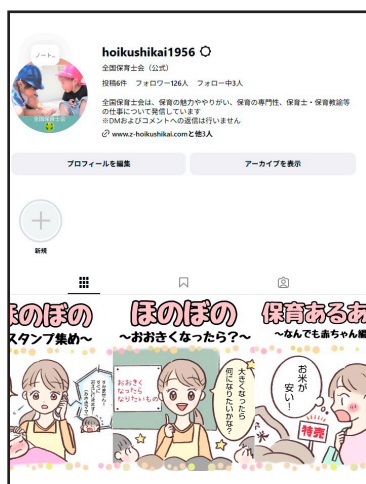 ノート...
hoikushikai1956
全国保育士会（公式）
投稿6件 フォロワー126人 フォロー中3人
全国保育士会は、保育の魅力ややりがい、保育の専門性、保育士・保育教諭等
の仕事について発信しています
※DMおよびコメントへの返信は行いません
www.z-hoikushikai.comと他3人
全国保育士会
プロフィールを編集
アーカイブを表示
新規
ほのぼの
スタンプ集め〜
ほのぼの
〜おおきくなったら？〜
おおきく
なったら
なりたいもの
大きくなったら
何になりたいかな？
保育あるあ
〜なんでも赤ちゃん編
お米が
安い！
特売